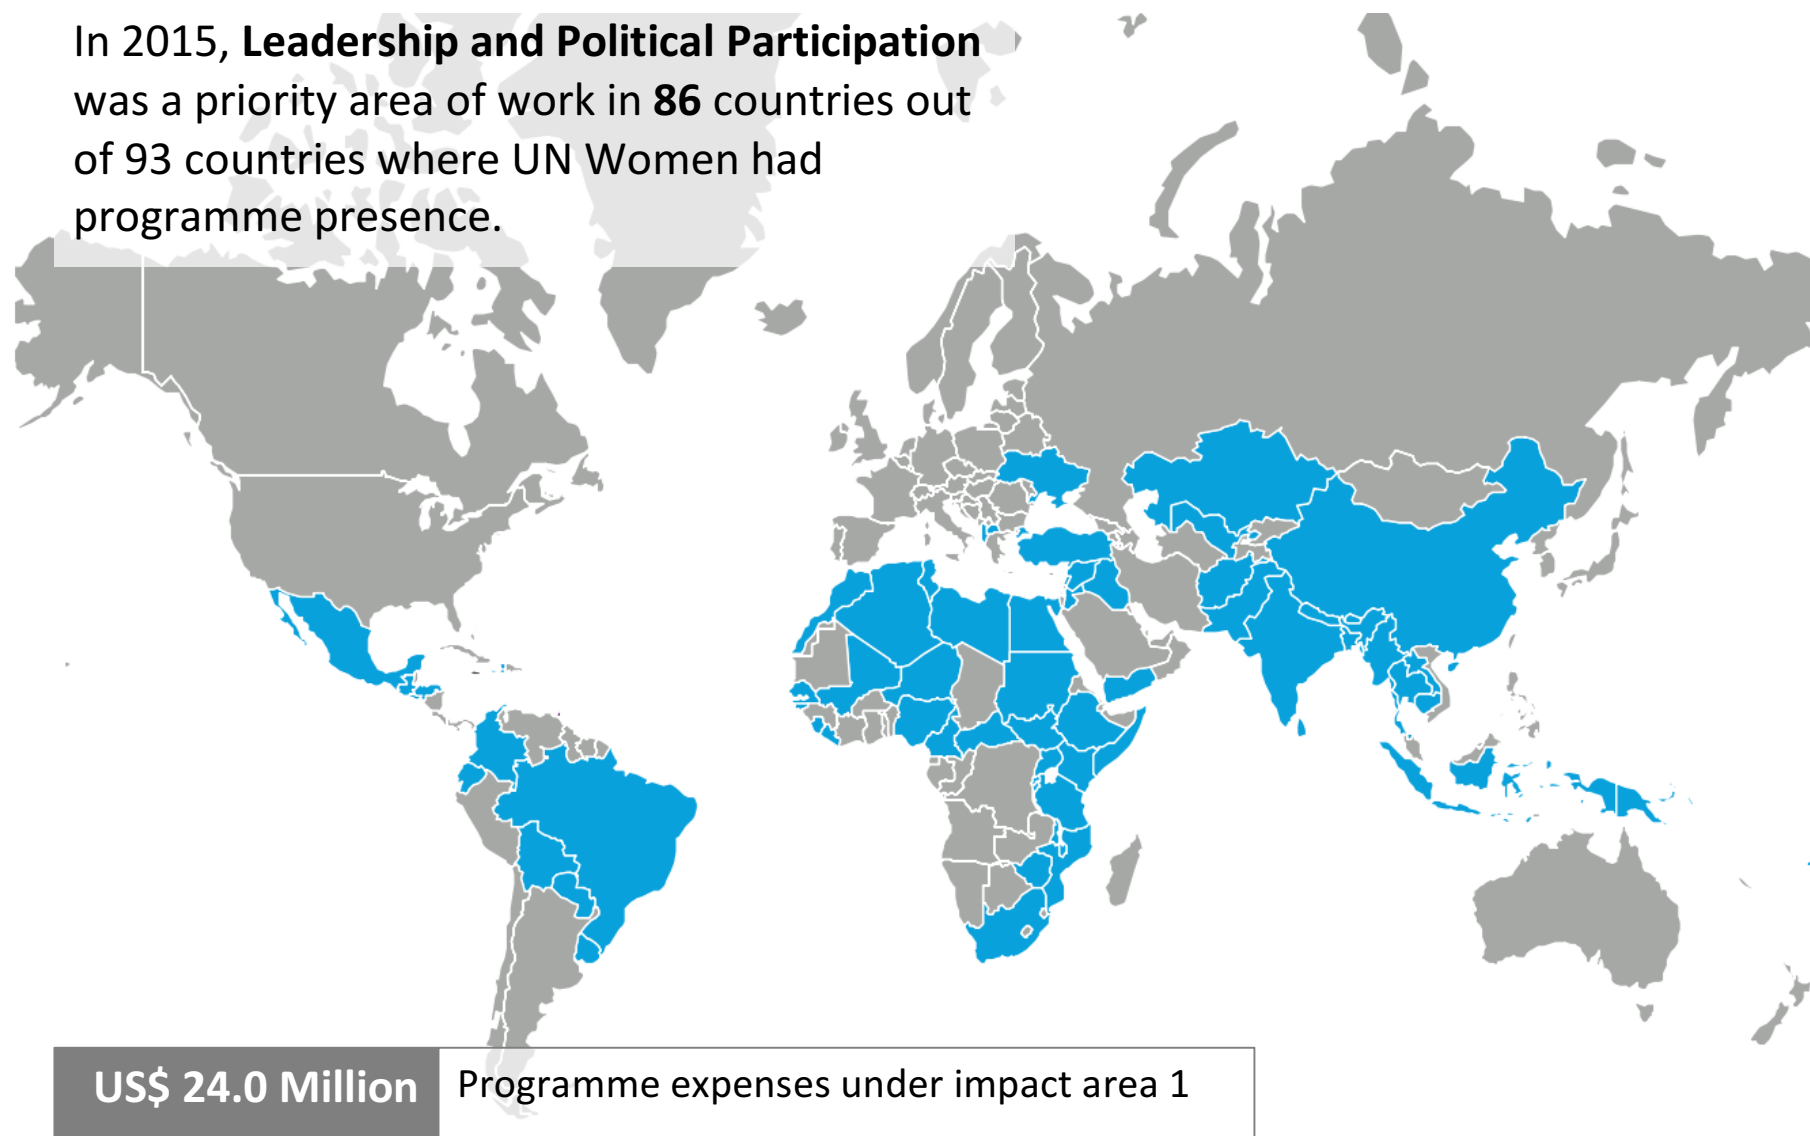 In 2015, Leadership and Political Participation
was a priority area of work in 86 countries out
of 93 countries where UN Women had
programme presence.
US$ 24.0 Million
Programme expenses under impact area 1